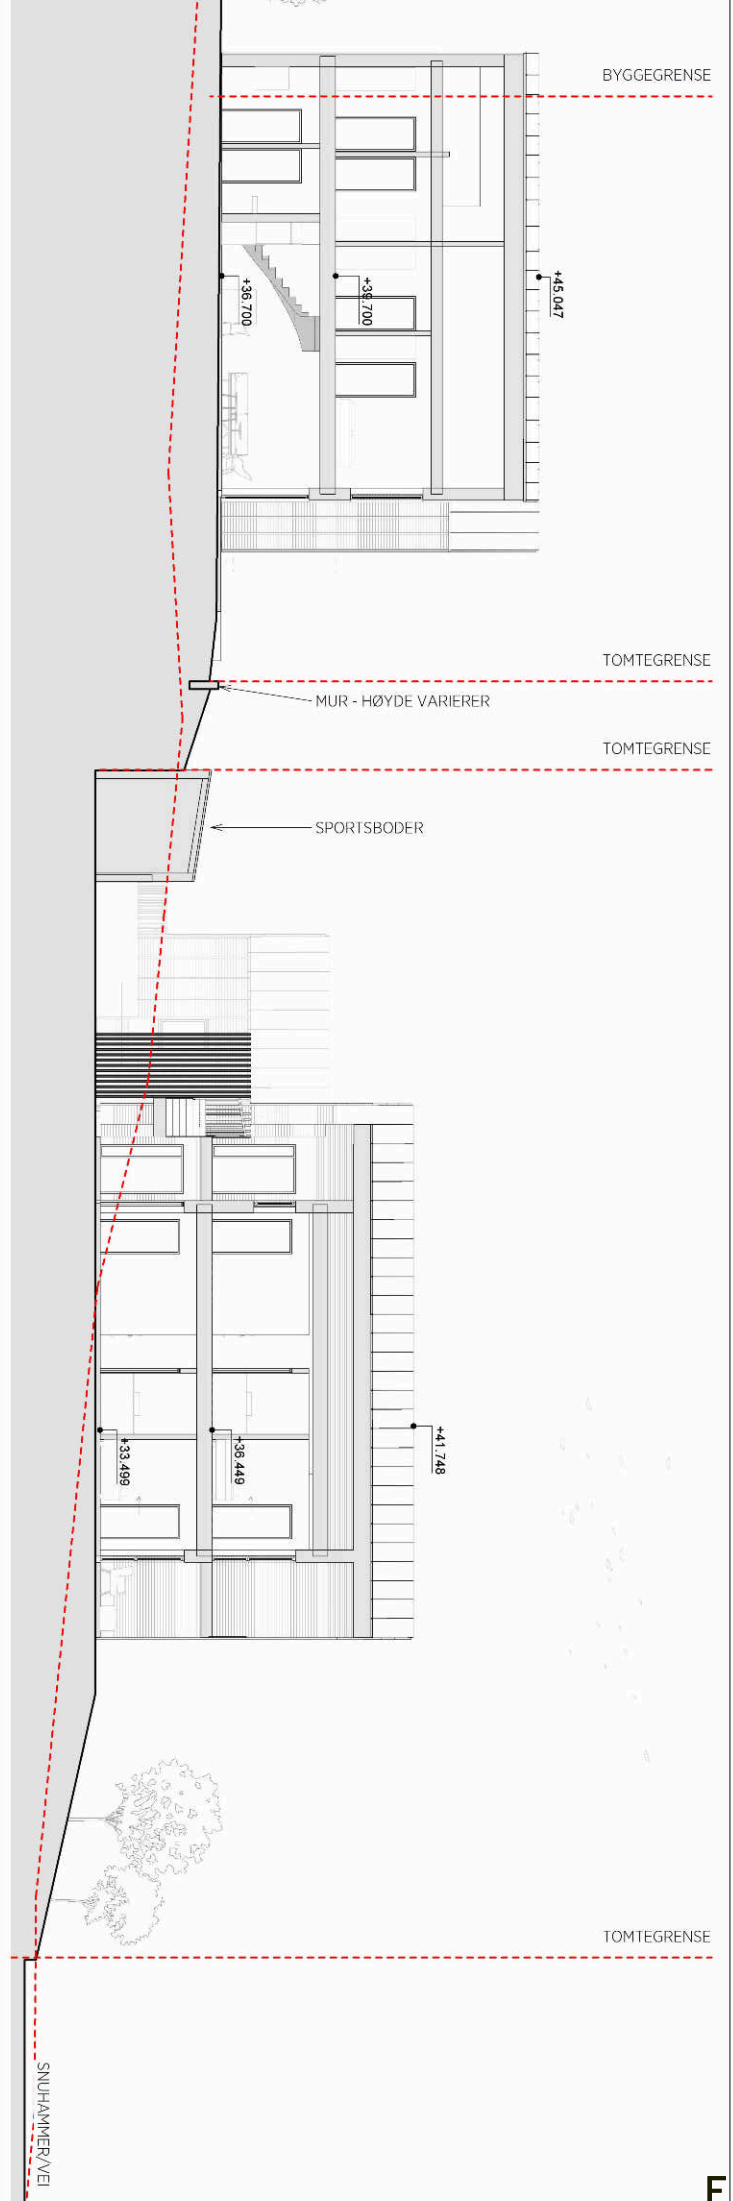 BYGGEGRENSE
+45.047
+39.700
+36.700
TOMTEGRENSE
MUR - HØYDE VARIERER
TOMTEGRENSE
SPORTSBODER
+41.748
+36.449
+33.499
TOMTEGRENSE
SNUHAMMER/VEI